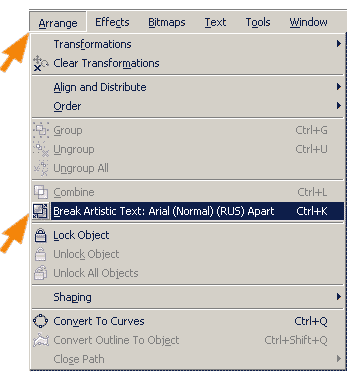 Arrange Effects Bitmaps Text Tools Window
Transformations
Clear Transformations
Align and Distribute
Order
Group Ctrl+G
Ungroup Ctrl+U
Ungroup All
Combine Ctrl+L
Break Artistic Text: Arial (Normal) (RUS) Apart Ctrl+K
Lock Object
Unlock Object
Unlock All Objects
Shaping
Convert To Curves Ctrl+Q
Convert Outline To Object Ctrl+Shift+Q
Close Path